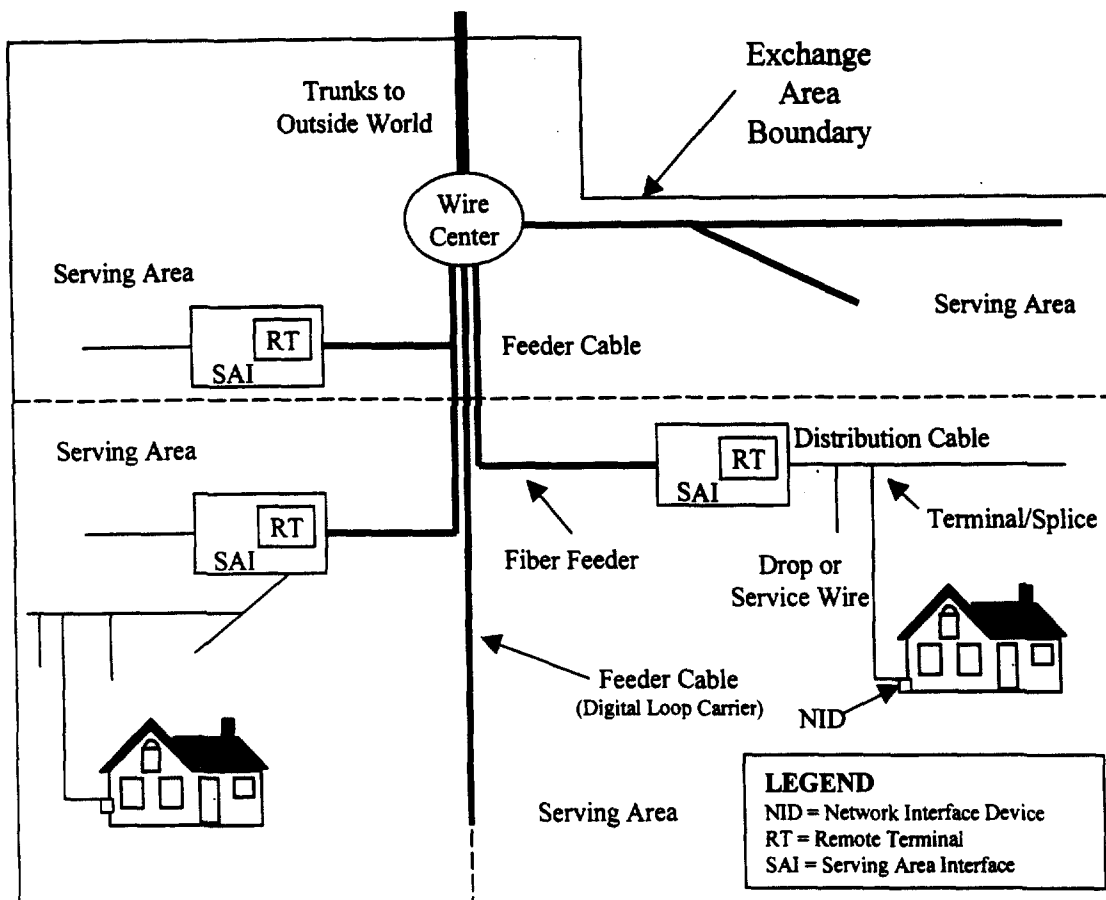 Exchange
Area
Boundary
Trunks to
Outside World
Wire
Center
Serving Area
RT
SAI
Feeder Cable
Serving Area
Serving Area
RT
SAI
Distribution Cable
RT
SAI
Terminal/Splice
Fiber Feeder
Drop or
Service Wire
Feeder Cable
(Digital Loop Carrier)
NID
Serving Area
LEGEND
NID = Network Interface Device
RT = Remote Terminal
SAI = Serving Area Interface